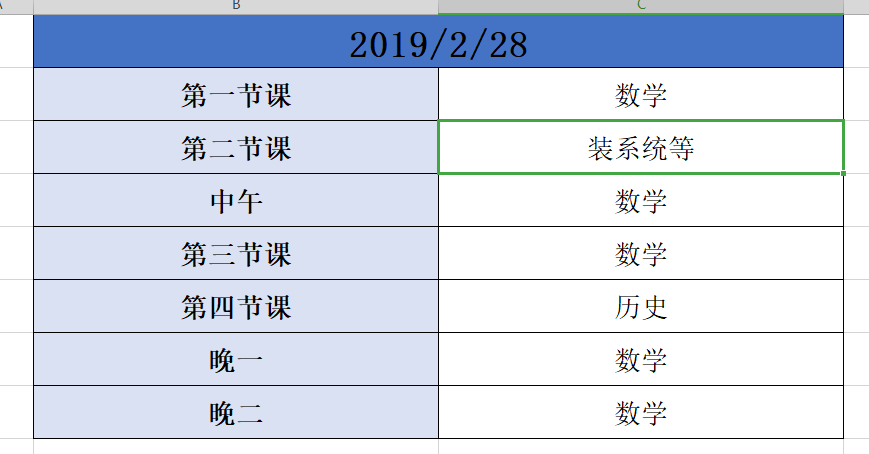 B C
2019/2/28
第一节课 数学
第二节课 装系统等
中午 数学
第三节课 数学
第四节课 历史
晚一 数学
晚二 数学